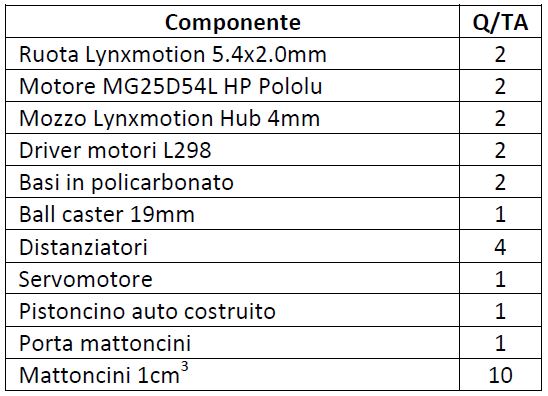 Componente Q/TA
Ruota Lynxmotion 5.4x2.0mm 2
Motore MG25D54L HP Pololu 2
Mozzo Lynxmotion Hub 4mm 2
Driver motori L298 2
Basi in policarbonato 2
Ball caster 19mm 1
Distanziatori 4
Servomotore 1
Pistoncino auto costruito 1
Porta mattoncini 1
Mattoncini 1cm³ 10